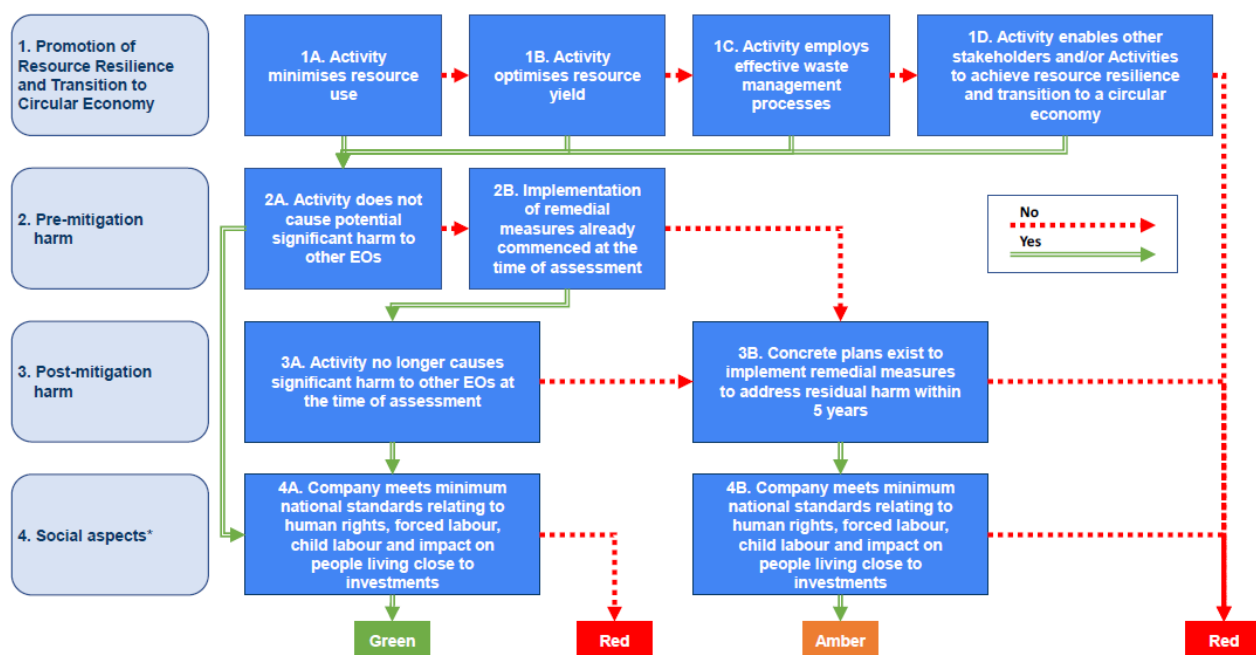 1. Promotion of
Resource Resilience
and Transition to
Circular Economy
1A. Activity
minimises resource
use
1B. Activity
optimises resource
yield
1C. Activity employs
effective waste
management
processes
1D. Activity enables other
stakeholders and/or Activities
to achieve resource resilience
and transition to a circular
economy
2. Pre-mitigation
harm
2A. Activity does not
cause potential
significant harm to
other EOs
2B. Implementation
of remedial
measures already
commenced at the
time of assessment
No
Yes
3. Post-mitigation
harm
3A. Activity no longer causes
significant harm to other EOs at
the time of assessment
3B. Concrete plans exist to
implement remedial measures
to address residual harm within
5 years
4. Social aspects*
4A. Company meets minimum
national standards relating to
human rights, forced labour,
child labour and impact on
people living close to
investments
4B. Company meets minimum
national standards relating to
human rights, forced labour,
child labour and impact on
people living close to
investments
Green
Red
Amber
Red